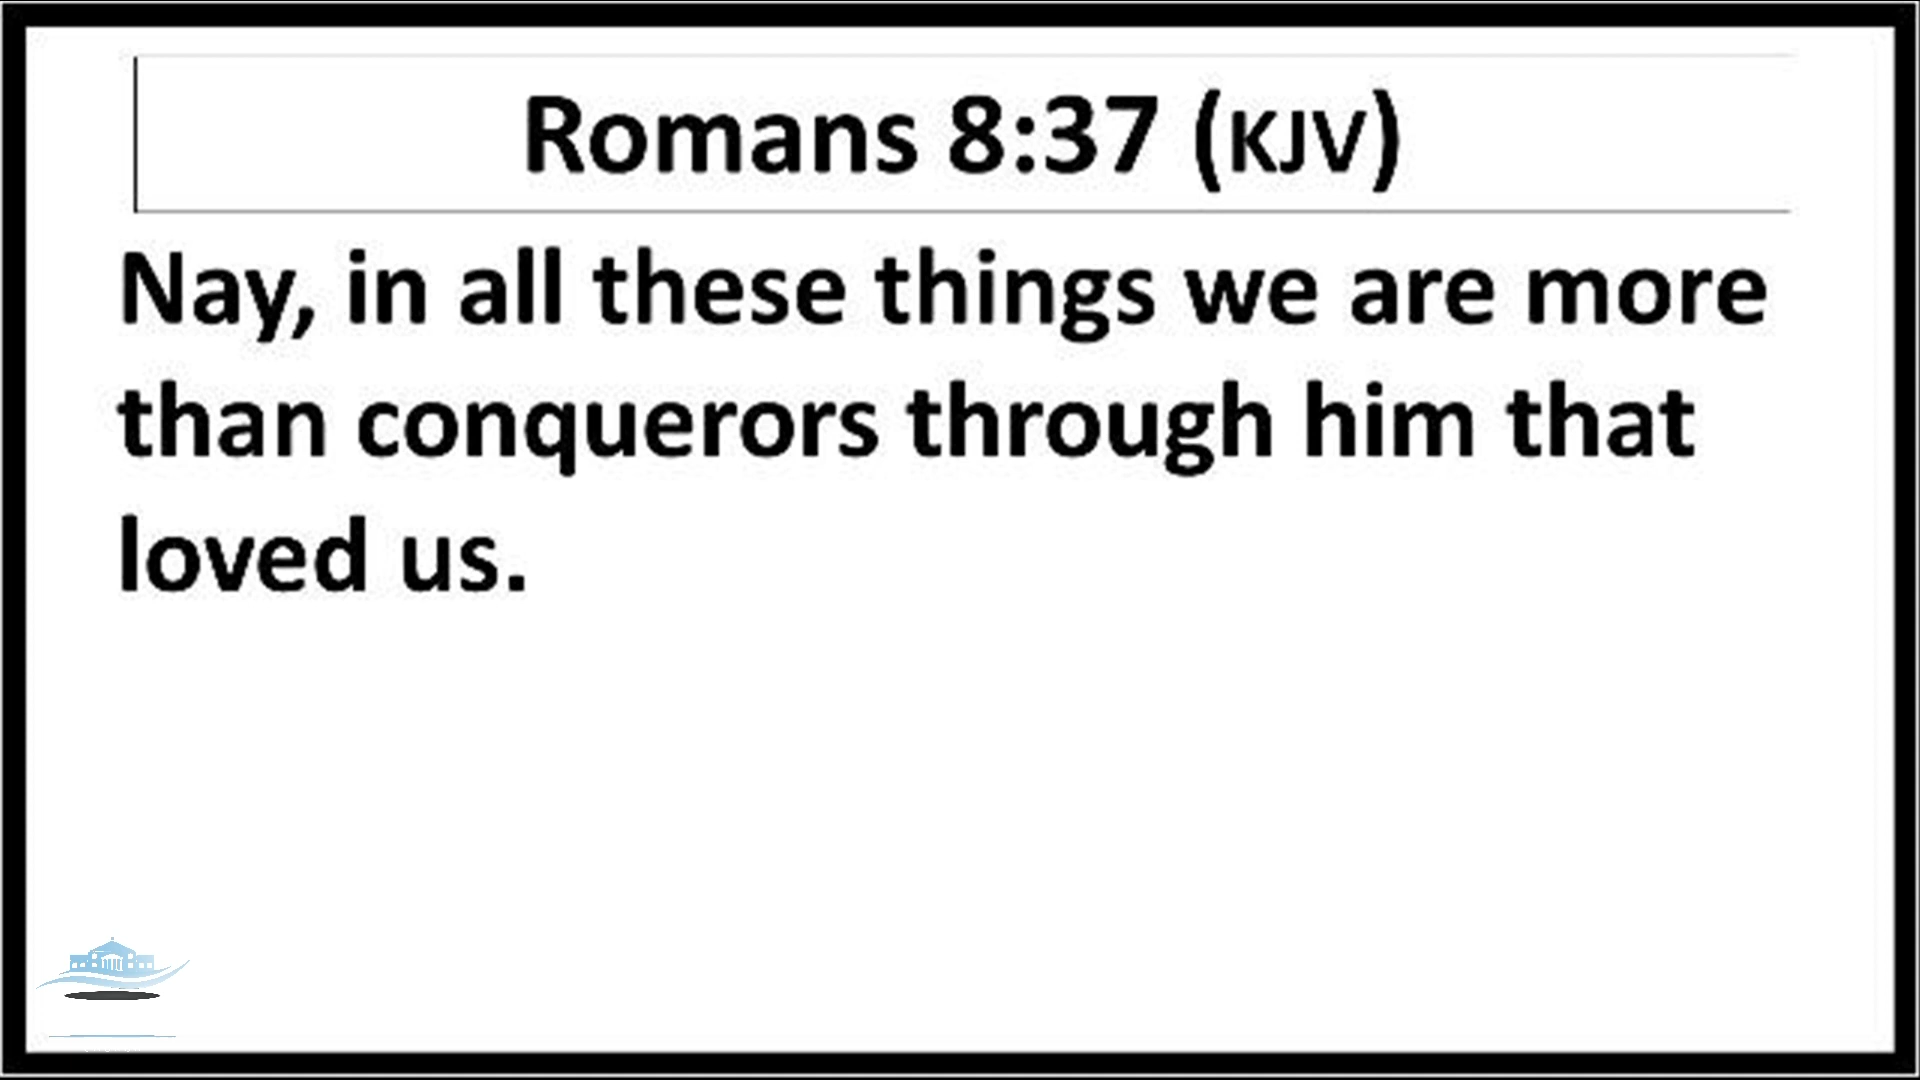 Romans 8:37 (KJV)
Nay, in all these things we are more
than conquerors through him that
loved us.